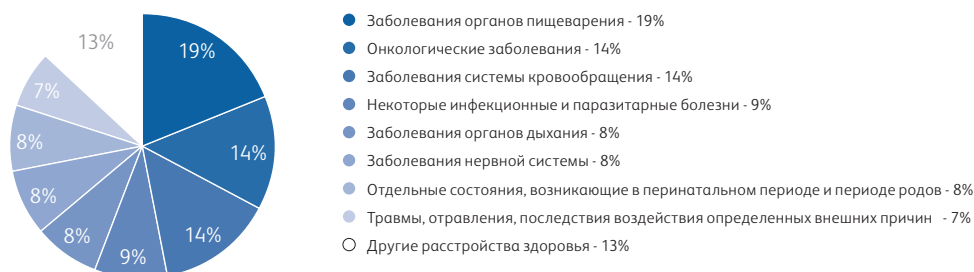 13%
19%
7%
14%
8%
8%
14%
8%
9%
Заболевания органов пищеварения - 19%
Онкологические заболевания - 14%
Заболевания системы кровообращения - 14%
Некоторые инфекционные и паразитарные болезни - 9%
Заболевания органов дыхания - 8%
Заболевания нервной системы - 8%
Отдельные состояния, возникающие в перинатальном периоде и периоде родов - 8%
Травмы, отравления, последствия воздействия определенных внешних причин - 7%
Другие расстройства здоровья - 13%